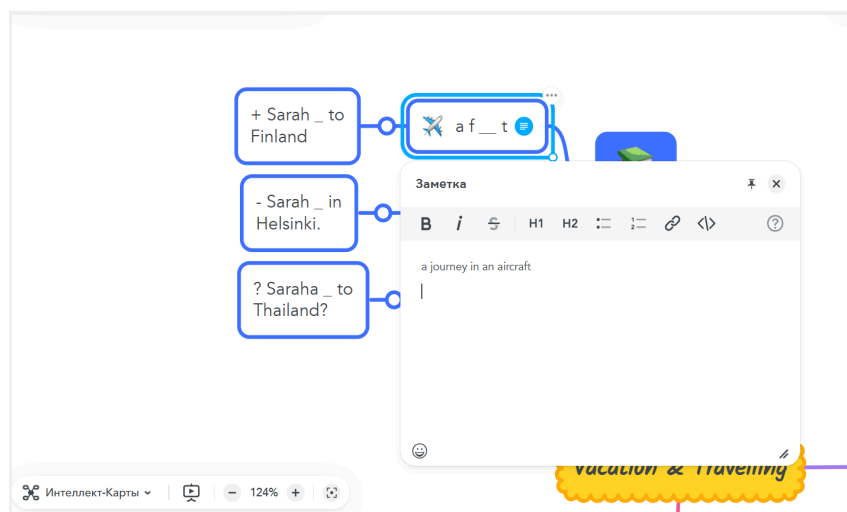 + Sarah _ to
Finland
a f __ t
- Sarah _ in
Helsinki.
? Saraha _ to
Thailand?
Заметка
B i S H1 H2
a journey in an aircraft
Vacation & Travelling
Интеллект-Карты
124%